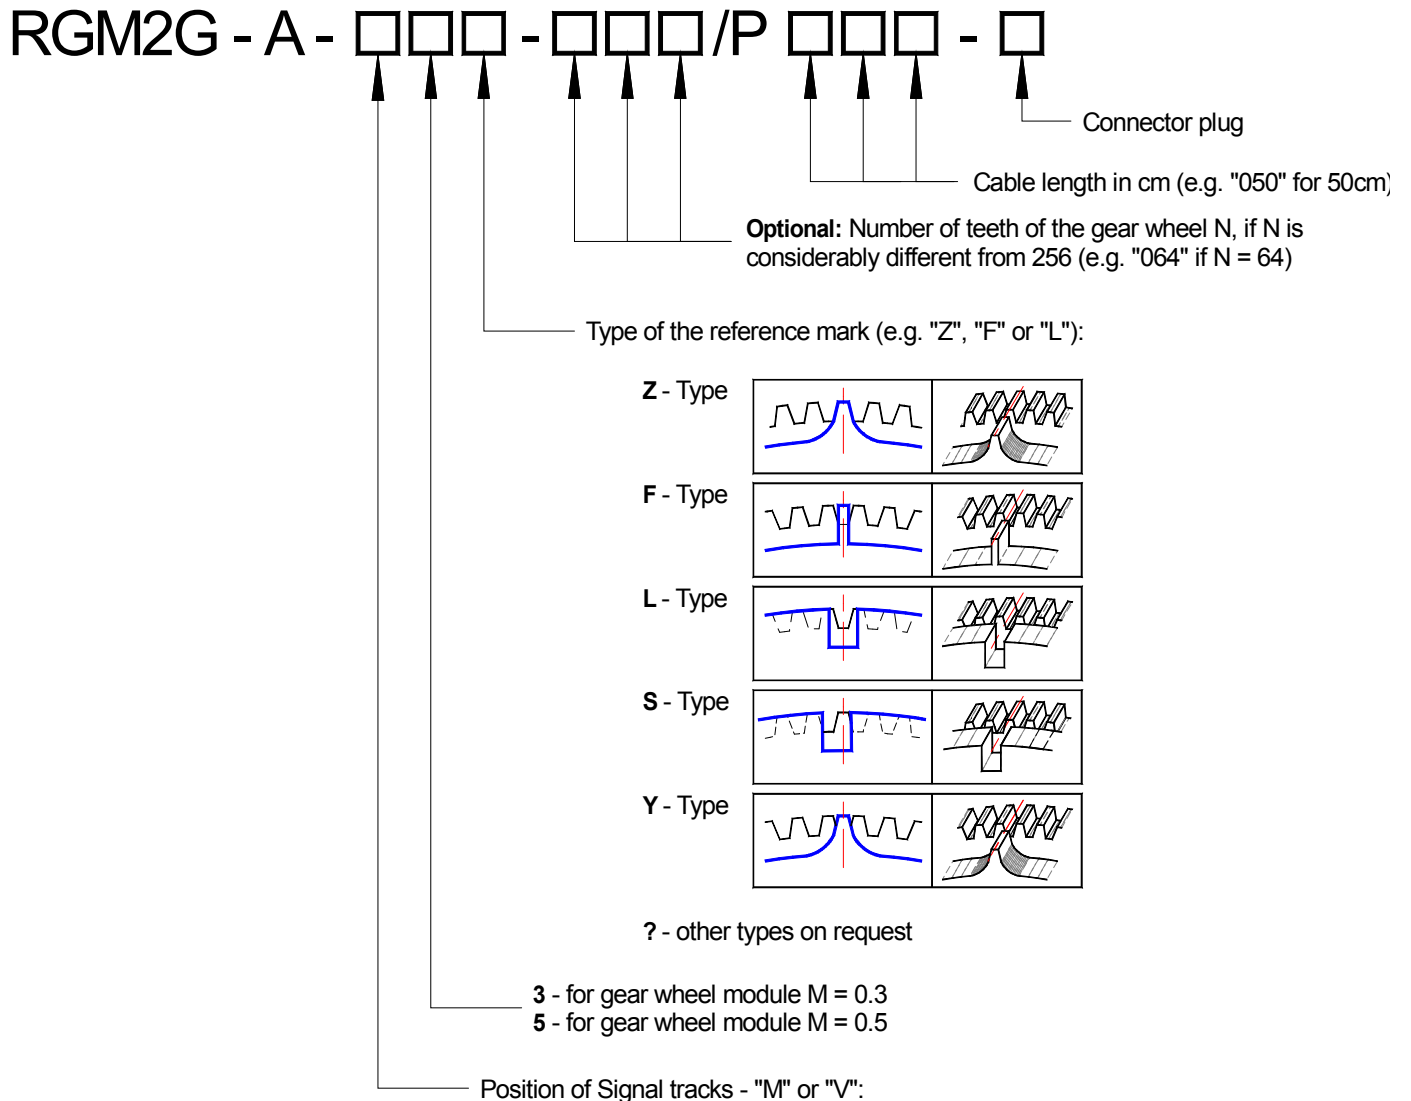 RGM2G - A - □□□ - □□□/P □□□ - □
Connector plug
Cable length in cm (e.g. "050" for 50cm)
Optional: Number of teeth of the gear wheel N, if N is
considerably different from 256 (e.g. "064" if N = 64)
Type of the reference mark (e.g. "Z", "F" or "L"):
Z - Type
F - Type
L - Type
S - Type
Y - Type
? - other types on request
3 - for gear wheel module M = 0.3
5 - for gear wheel module M = 0.5
Position of Signal tracks - "M" or "V":